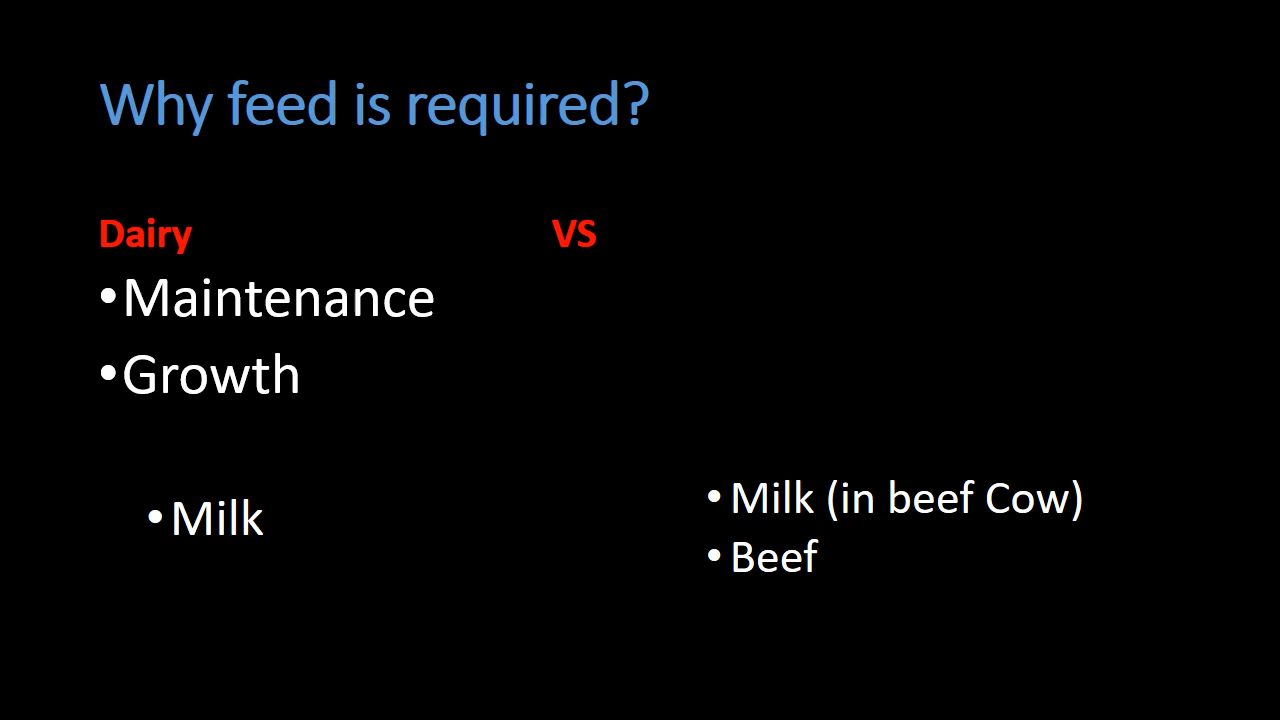 Why feed is required?
Dairy VS
•Maintenance
•Growth
•Milk
•Milk (in beef Cow)
•Beef